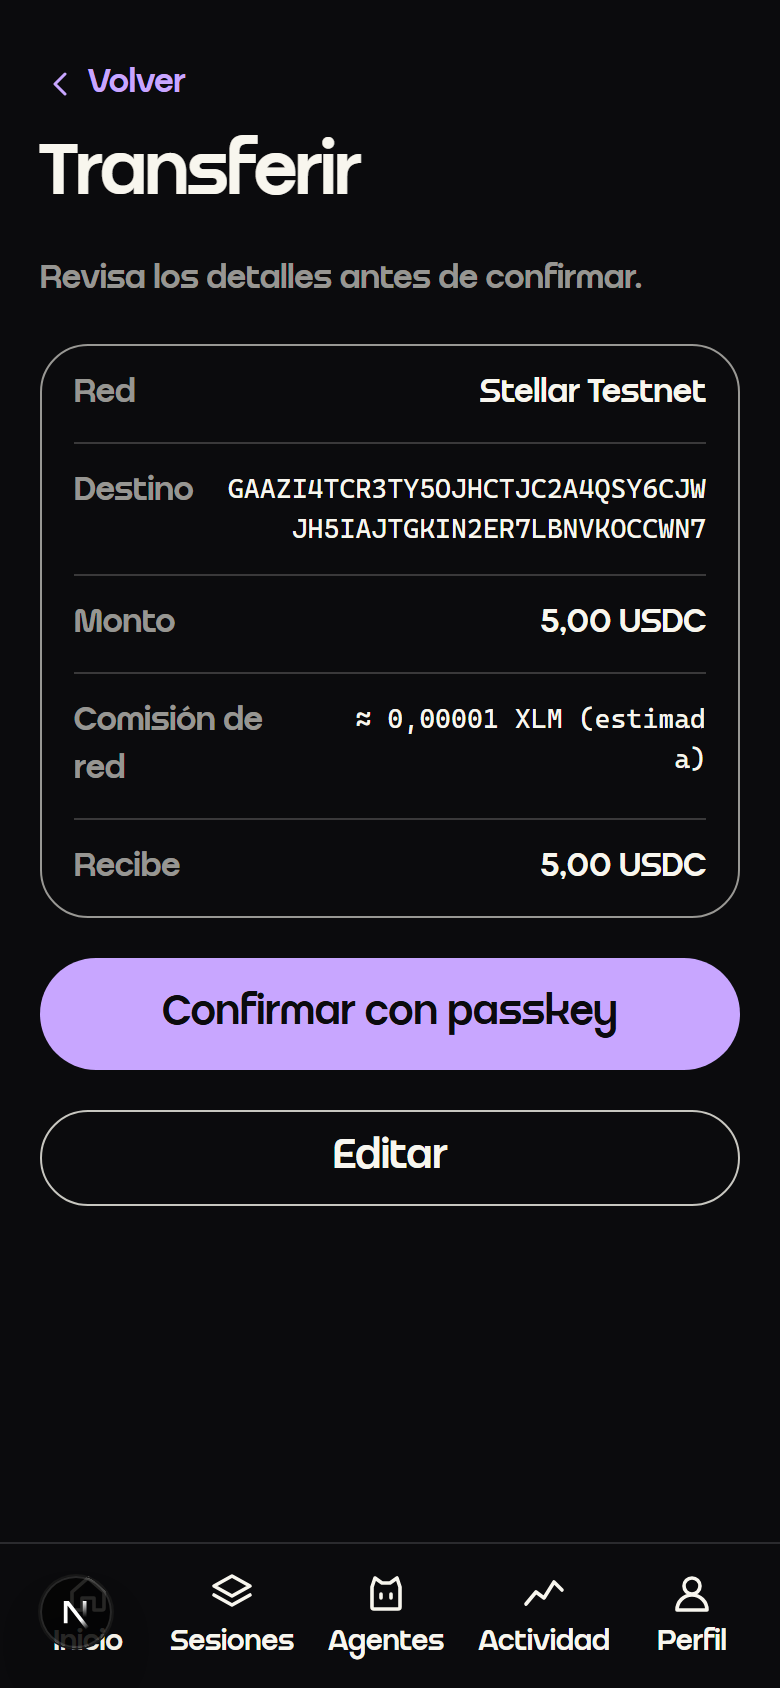 Volver
Transferir
Revisa los detalles antes de confirmar.
Red Stellar Testnet
Destino GAAZI4TCR3TY5OJHCTJC2A4QSY6CJW
JH5IAJTGKIN2ER7LBNVKOCCWN7
Monto 5,00 USDC
Comisión de ≈ 0,00001 XLM (estimad
red a)
Recibe 5,00 USDC
Confirmar con passkey
Editar
N
Inicio Sesiones Agentes Actividad Perfil